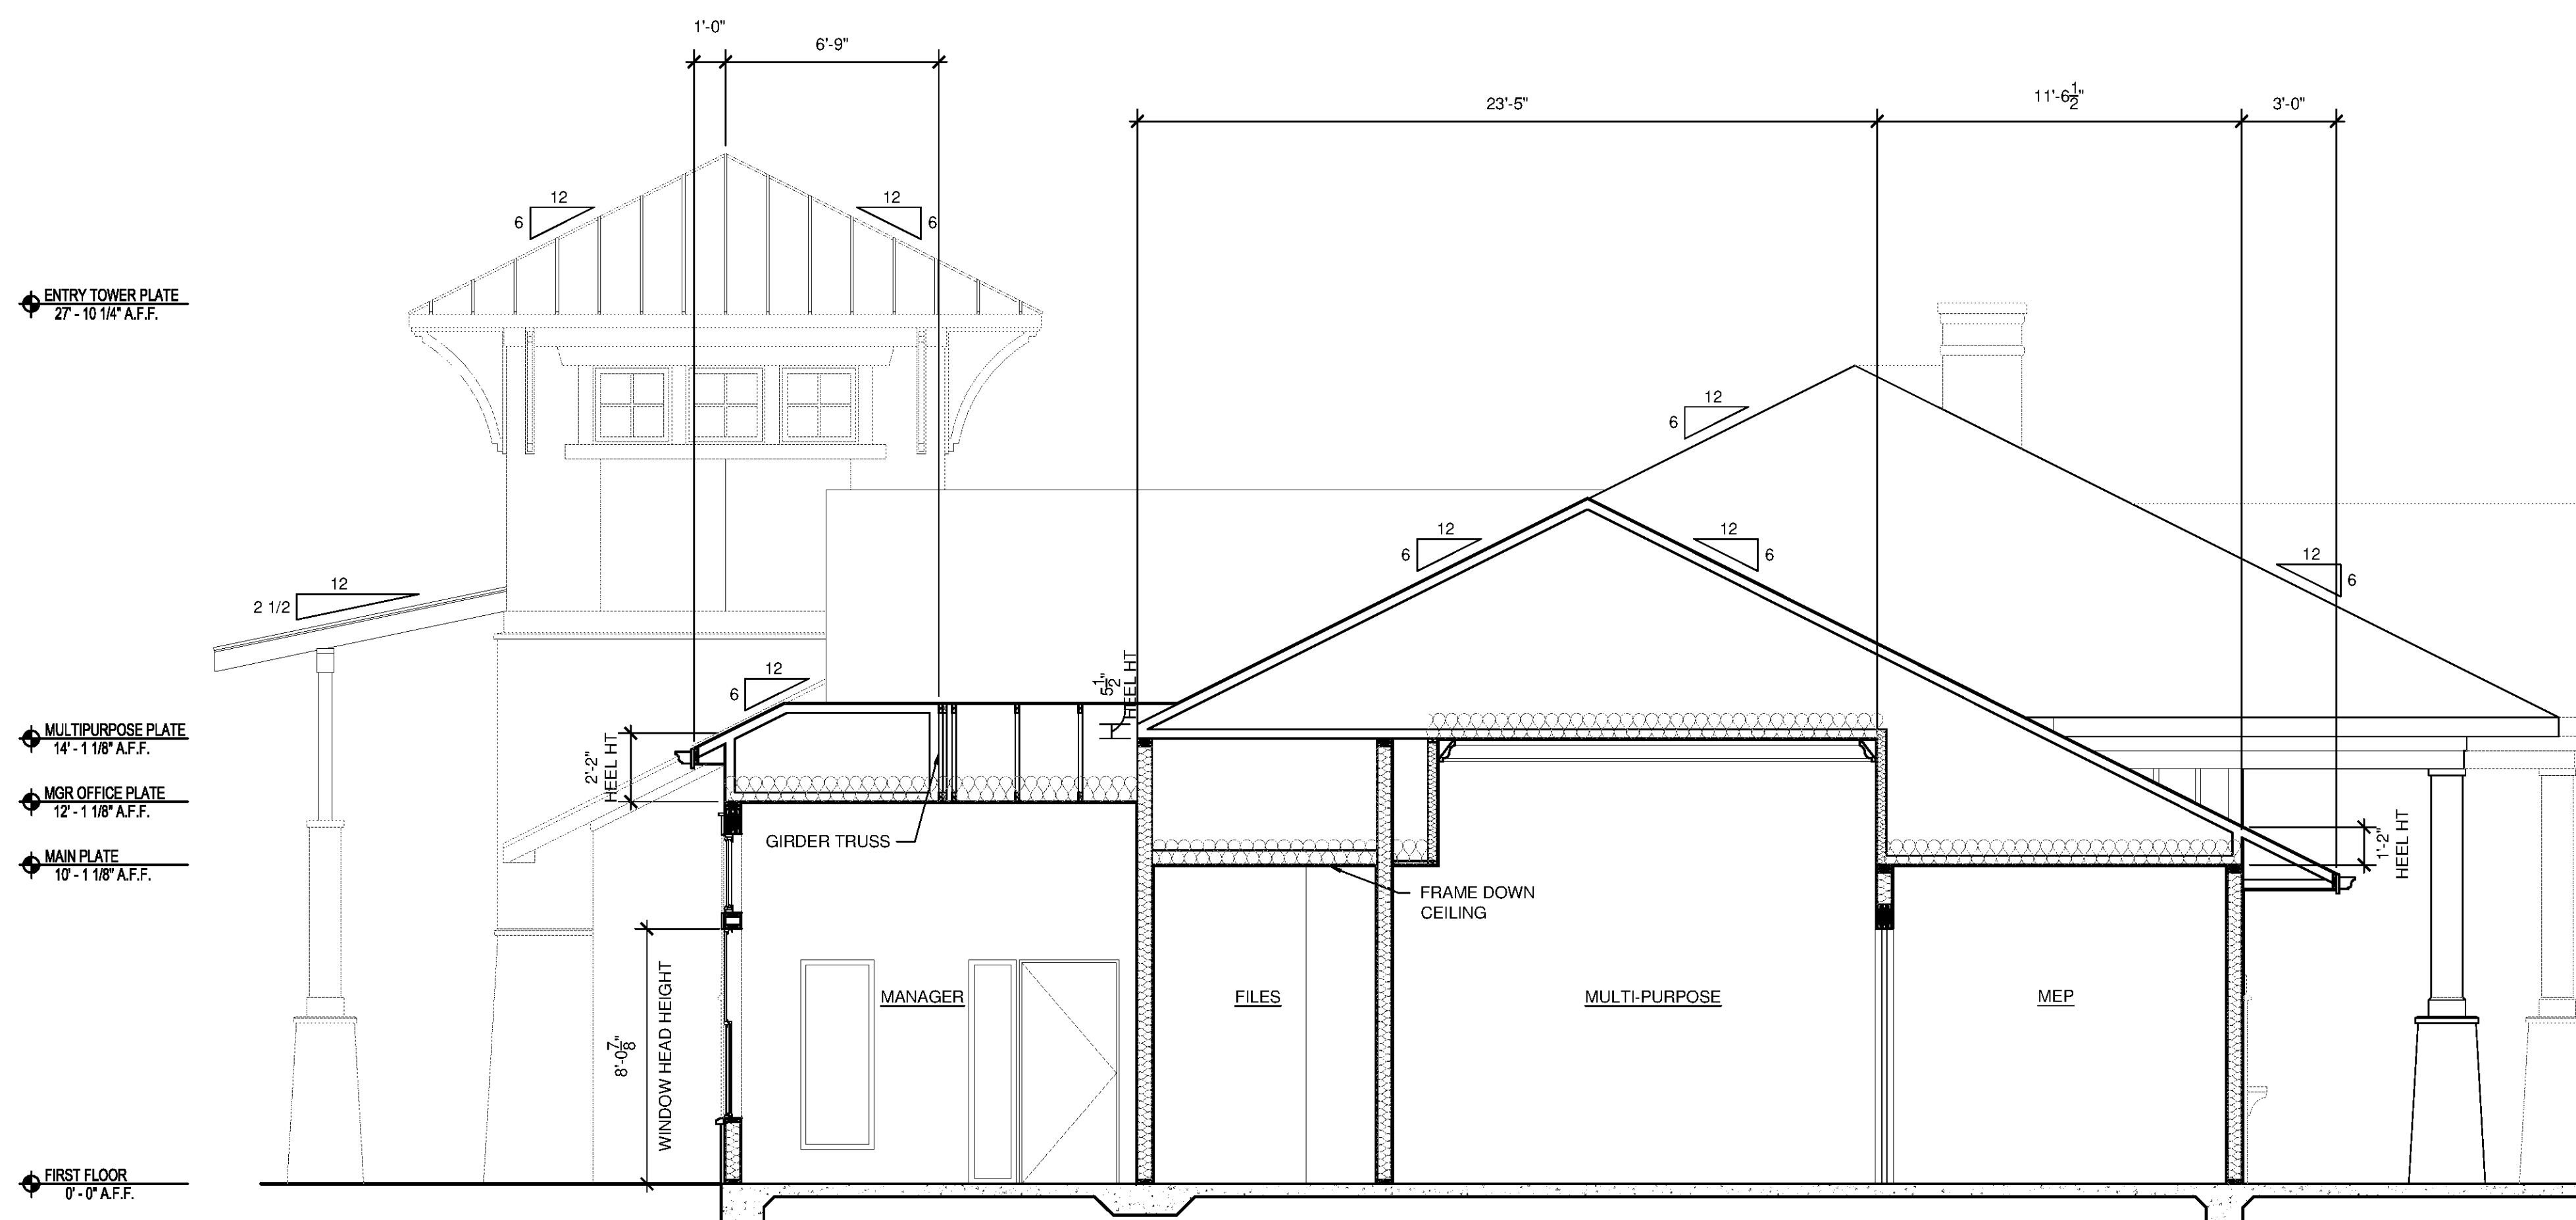 1'-0"
6'-9"
23'-5"
11'-6 1/2"
3'-0"
12
6
12
6
ENTRY TOWER PLATE
27' - 10 1/4" A.F.F.
12
6
12
6
12
6
12
6
12
2 1/2
12
6
5 1/2"
HEEL HT
MULTIPURPOSE PLATE
14' - 1 1/8" A.F.F.
2'-2"
HEEL HT
MGR OFFICE PLATE
12' - 1 1/8" A.F.F.
GIRDER TRUSS
MAIN PLATE
10' - 1 1/8" A.F.F.
1'-2"
HEEL HT
FRAME DOWN
CEILING
MANAGER
FILES
MULTI-PURPOSE
MEP
8'-0 7/8"
WINDOW HEAD HEIGHT
FIRST FLOOR
0' - 0" A.F.F.